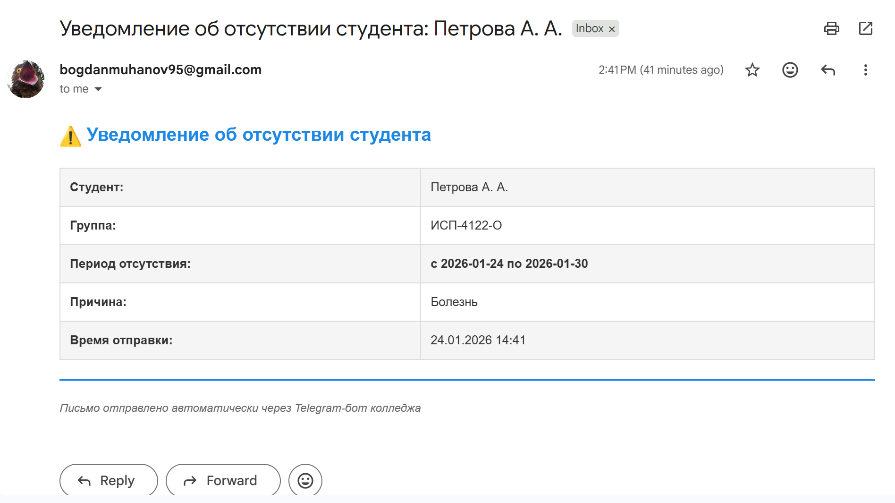 Уведомление об отсутствии студента: Петрова А. А. Inbox ×
bogdanmuhanov95@gmail.com 2:41 PM (41 minutes ago)
to me
⚠️ Уведомление об отсутствии студента
Студент: Петрова А. А.
Группа: ИСП-4122-О
Период отсутствия: с 2026-01-24 по 2026-01-30
Причина: Болезнь
Время отправки: 24.01.2026 14:41
Письмо отправлено автоматически через Telegram-бот колледжа
Reply Forward